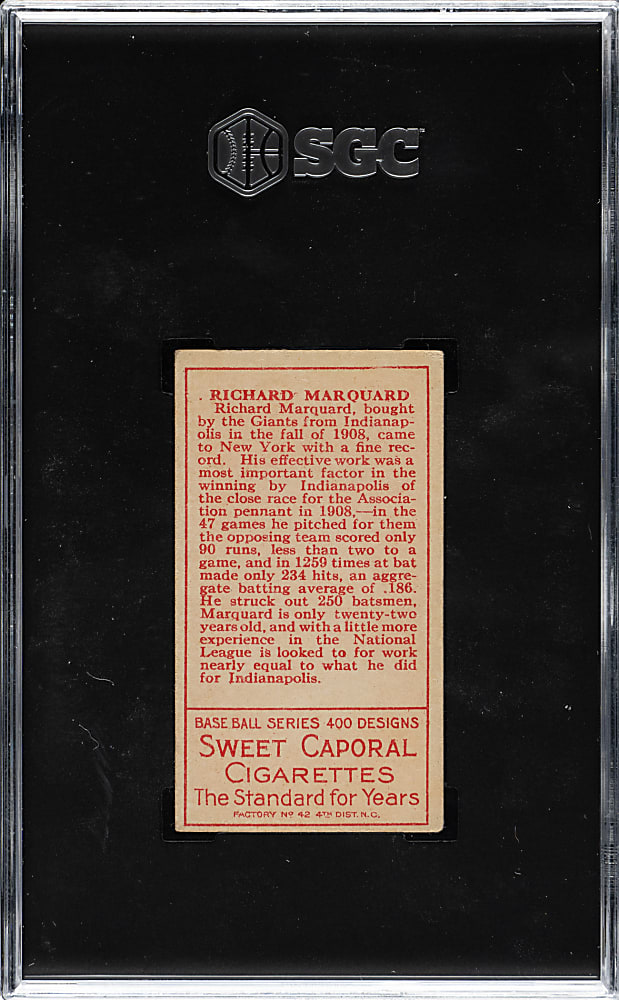 SGC
RICHARD MARQUARD
Richard Marquard, bought
by the Giants from Indianap-
olis in the fall of 1908, came
to New York with a fine rec-
ord. His effective work was a
most important factor in the
winning by Indianapolis of
the close race for the Associa-
tion pennant in 1908,—in the
47 games he pitched for them
the opposing team scored only
90 runs, less than two to a
game, and in 1259 times at bat
made only 234 hits, an aggre-
gate batting average of .186.
He struck out 250 batsmen,
Marquard is only twenty-two
years old, and with a little more
experience in the National
League is looked to for work
nearly equal to what he did
for Indianapolis.
BASE BALL SERIES 400 DESIGNS
SWEET CAPORAL
CIGARETTES
The Standard for Years
FACTORY Nº 42 4TH DIST. N.C.